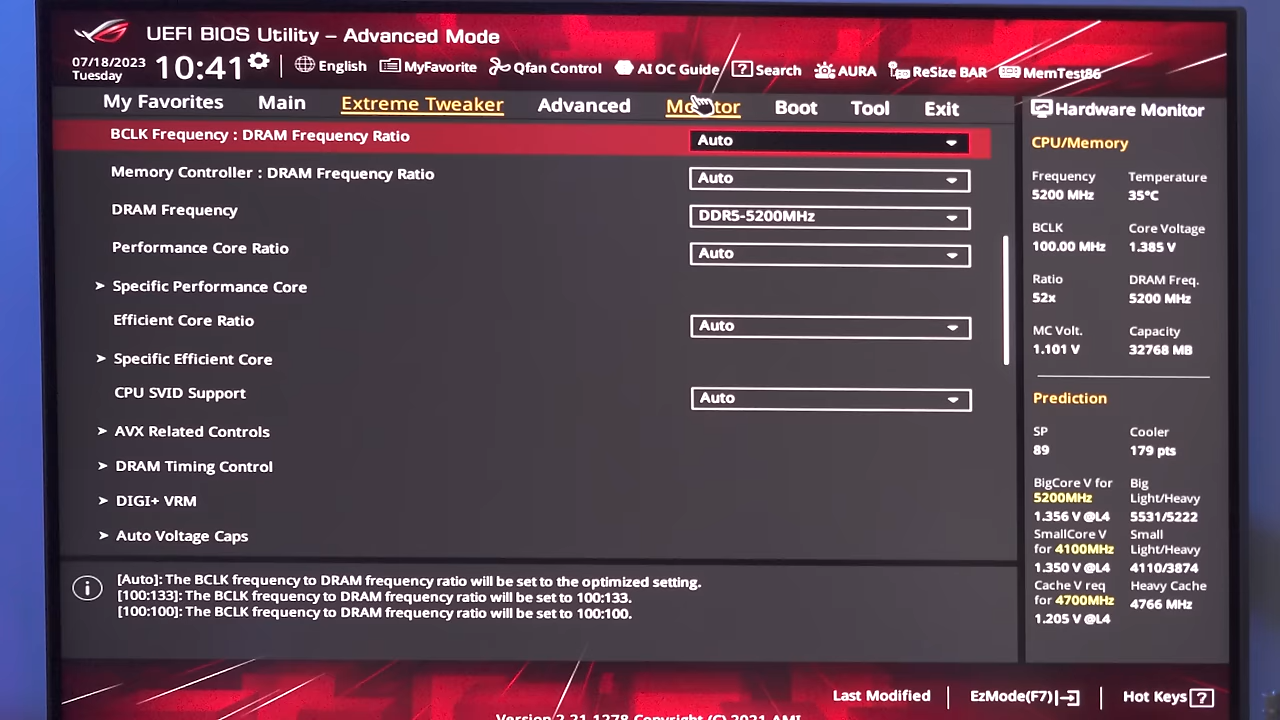 UEFI BIOS Utility – Advanced Mode
07/18/2023
Tuesday
10:41
English
MyFavorite
Qfan Control
AI OC Guide
? Search
AURA
ReSize BAR
MemTest86
My Favorites
Main
Extreme Tweaker
Advanced
Monitor
Boot
Tool
Exit
BCLK Frequency : DRAM Frequency Ratio
Auto
Memory Controller : DRAM Frequency Ratio
Auto
DRAM Frequency
DDR5-5200MHz
Performance Core Ratio
Auto
Specific Performance Core
Efficient Core Ratio
Auto
Specific Efficient Core
CPU SVID Support
Auto
AVX Related Controls
DRAM Timing Control
DIGI+ VRM
Auto Voltage Caps
[Auto]: The BCLK frequency to DRAM frequency ratio will be set to the optimized setting.
[100:133]: The BCLK frequency to DRAM frequency ratio will be set to 100:133.
[100:100]: The BCLK frequency to DRAM frequency ratio will be set to 100:100.
Hardware Monitor
CPU/Memory
Frequency Temperature
5200 MHz 35°C
BCLK Core Voltage
100.00 MHz 1.385 V
Ratio DRAM Freq.
52x 5200 MHz
MC Volt. Capacity
1.101 V 32768 MB
Prediction
SP Cooler
89 179 pts
BigCore V for Big
5200MHz Light/Heavy
1.356 V @L4 5531/5222
SmallCore V Small
for 4100MHz Light/Heavy
1.350 V @L4 4110/3874
Cache V req Heavy Cache
for 4700MHz 4766 MHz
1.205 V @L4
Last Modified
EzMode(F7)
Hot Keys ?
Version 2.21.1278 Copyright (C) 2021 AMI